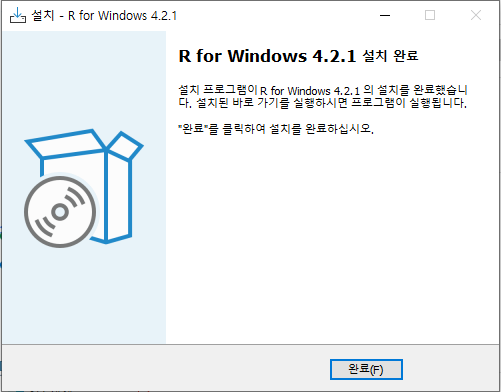 설치 - R for Windows 4.2.1
R for Windows 4.2.1 설치 완료
설치 프로그램이 R for Windows 4.2.1 의 설치를 완료했습니
다. 설치된 바로 가기를 실행하시면 프로그램이 실행됩니다.
"완료"를 클릭하여 설치를 완료하십시오.
완료(F)